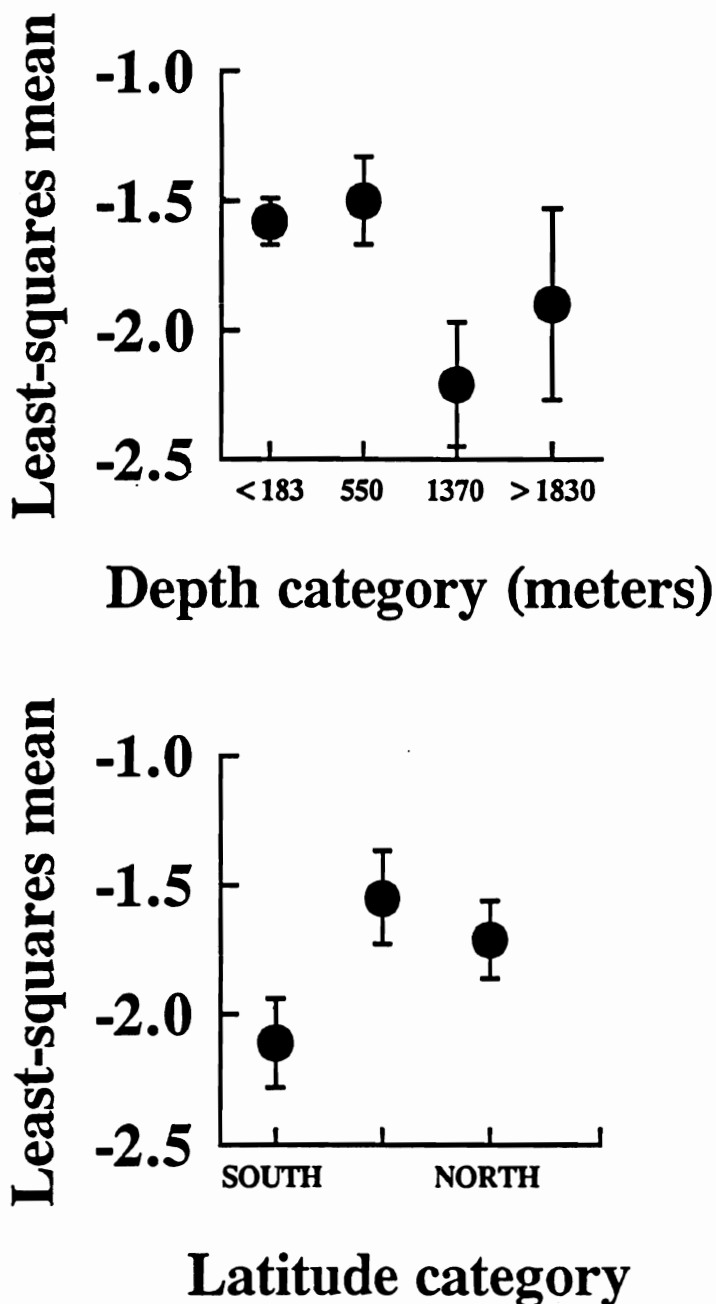 Least-squares mean
-1.0
-1.5
-2.0
-2.5
<183 550 1370 >1830
Depth category (meters)
Least-squares mean
-1.0
-1.5
-2.0
-2.5
SOUTH NORTH
Latitude category